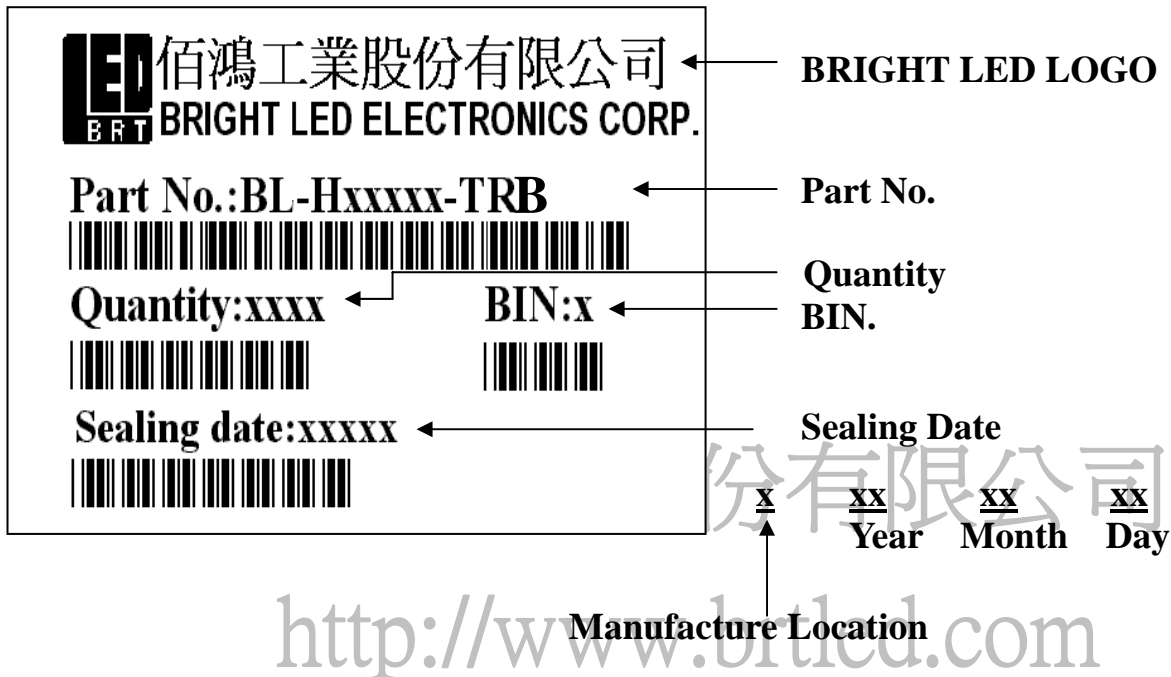 LED 佰鴻工業股份有限公司 BRIGHT LED LOGO
BRT BRIGHT LED ELECTRONICS CORP.
Part No.:BL-Hxxxxx-TRB Part No.
Quantity
Quantity:xxxx BIN:x BIN.
Sealing date:xxxxx Sealing Date
份有限公司
x xx xx xx
Year Month Day
Manufacture Location
http://www.brtled.com